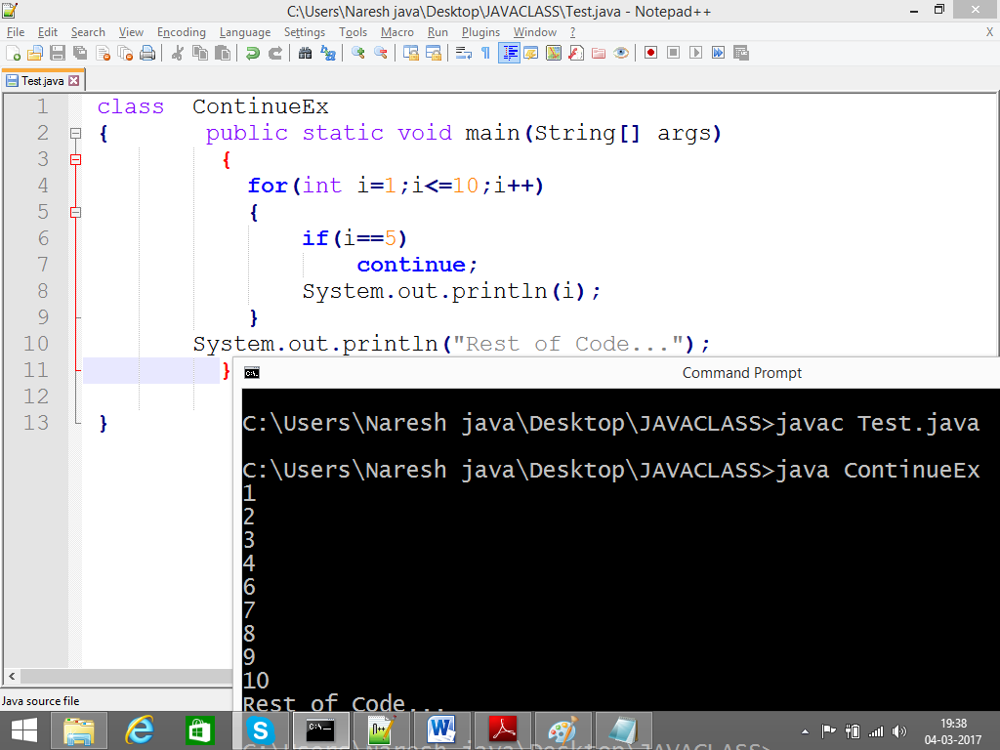 C:\Users\Naresh java\Desktop\JAVACLASS\Test.java - Notepad++
File Edit Search View Encoding Language Settings Tools Macro Run Plugins Window ? X
Test.java
1 class  ContinueEx
2 {       public static void main(String[] args)
3 {
4 for(int i=1;i<=10;i++)
5 {
6 if(i==5)
7 continue;
8 System.out.println(i);
9 }
10 System.out.println("Rest of Code...");
11 }
12
13 }
Command Prompt
C:\Users\Naresh java\Desktop\JAVACLASS>javac Test.java
C:\Users\Naresh java\Desktop\JAVACLASS>java ContinueEx
1
2
3
4
6
7
8
9
10
Rest of Code...
Java source file
19:38
04-03-2017